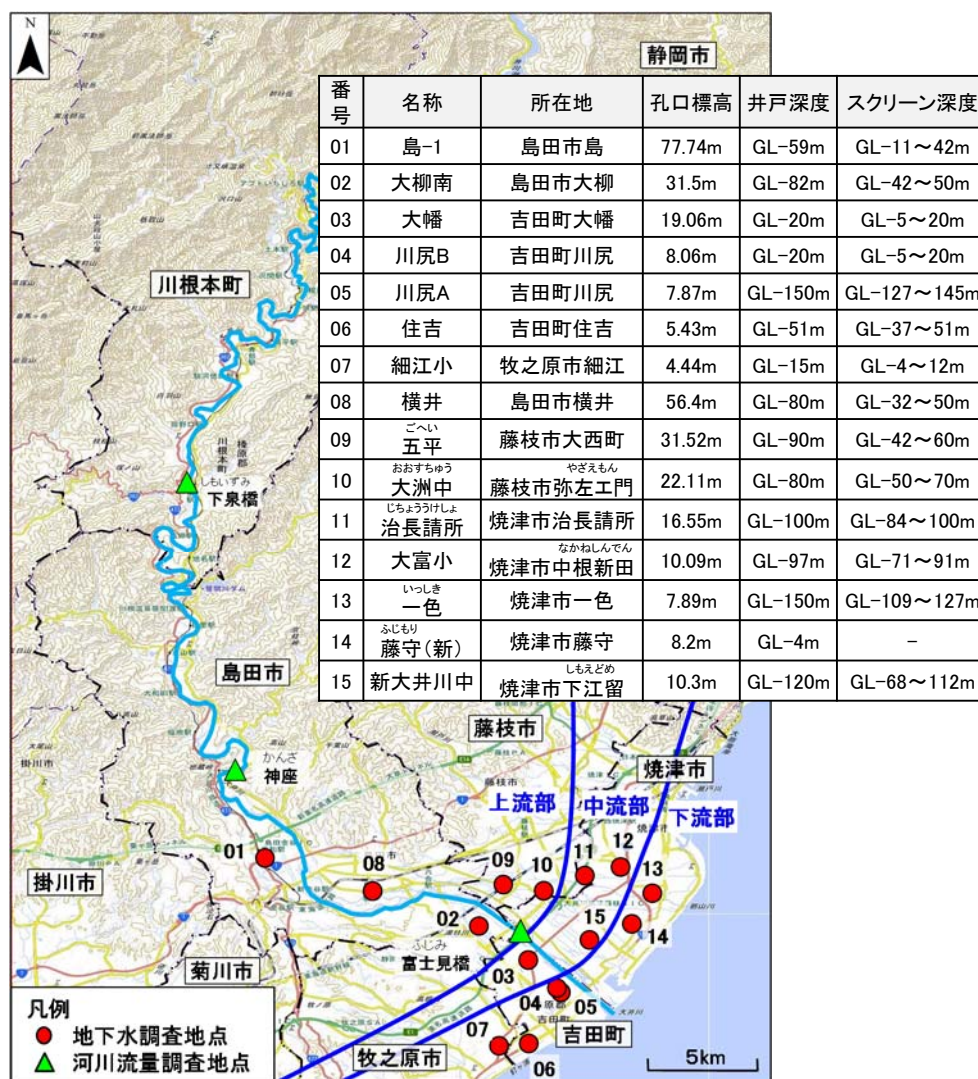 N
静岡市
番号 名称 所在地 孔口標高 井戸深度 スクリーン深度
01 島-1 島田市島 77.74m GL-59m GL-11～42m
02 大柳南 島田市大柳 31.5m GL-82m GL-42～50m
03 大幡 吉田町大幡 19.06m GL-20m GL-5～20m
04 川尻B 吉田町川尻 8.06m GL-20m GL-5～20m
05 川尻A 吉田町川尻 7.87m GL-150m GL-127～145m
06 住吉 吉田町住吉 5.43m GL-51m GL-37～51m
07 細江小 牧之原市細江 4.44m GL-15m GL-4～12m
08 横井 島田市横井 56.4m GL-80m GL-32～50m
ごへい
09 五平 藤枝市大西町 31.52m GL-90m GL-42～60m
おおすちゅう やざえもん
10 大洲中 藤枝市弥左エ門 22.11m GL-80m GL-50～70m
じちょううけしょ
11 治長請所 焼津市治長請所 16.55m GL-100m GL-84～100m
なかねしんでん
12 大富小 焼津市中根新田 10.09m GL-97m GL-71～91m
いっしき
13 一色 焼津市一色 7.89m GL-150m GL-109～127m
ふじもり
14 藤守(新) 焼津市藤守 8.2m GL-4m -
しもえどめ
15 新大井川中 焼津市下江留 10.3m GL-120m GL-68～112m
川根本町
しもいずみ
下泉橋
島田市
かんざ
神座
藤枝市
焼津市
上流部
中流部
下流部
01
08
09
10
11
12
13
02
15
14
掛川市
ふじみ
富士見橋
菊川市
03
04
05
吉田町
07
06
牧之原市
凡例
地下水調査地点
河川流量調査地点
5km